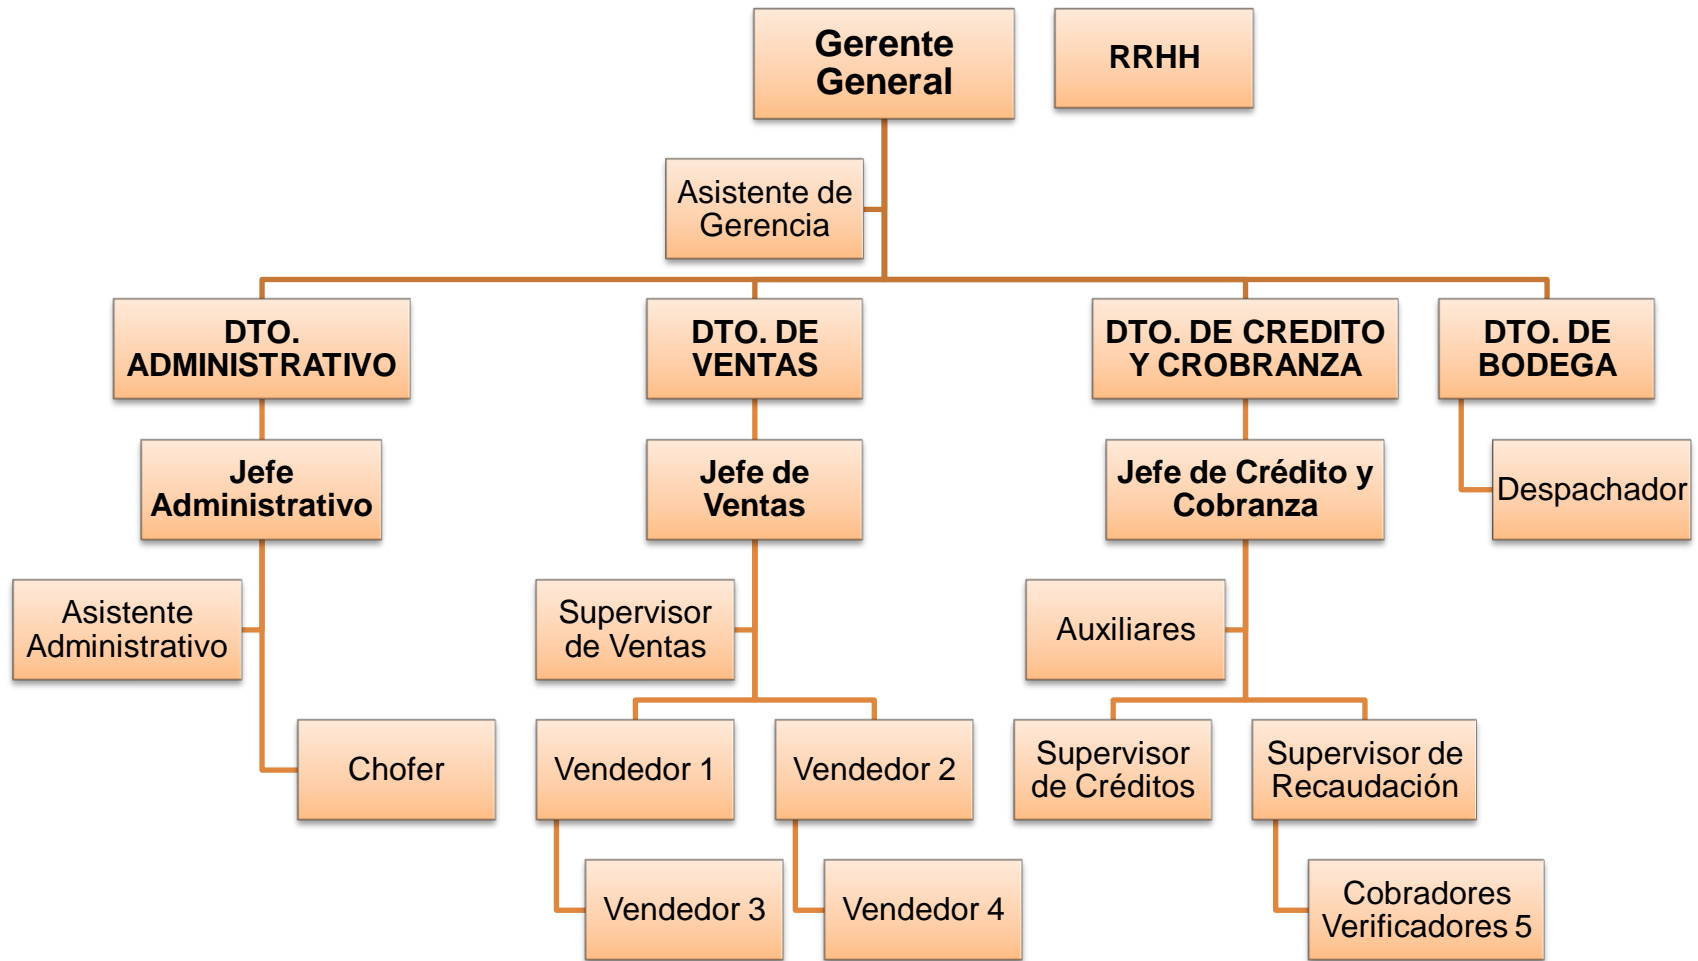 Gerente
General
RRHH
Asistente de
Gerencia
DTO.
ADMINISTRATIVO
DTO. DE
VENTAS
DTO. DE CREDITO
Y CROBRANZA
DTO. DE
BODEGA
Jefe
Administrativo
Jefe de
Ventas
Jefe de Crédito y
Cobranza
Despachador
Asistente
Administrativo
Supervisor
de Ventas
Auxiliares
Chofer
Vendedor 1
Vendedor 2
Supervisor
de Créditos
Supervisor de
Recaudación
Vendedor 3
Vendedor 4
Cobradores
Verificadores 5